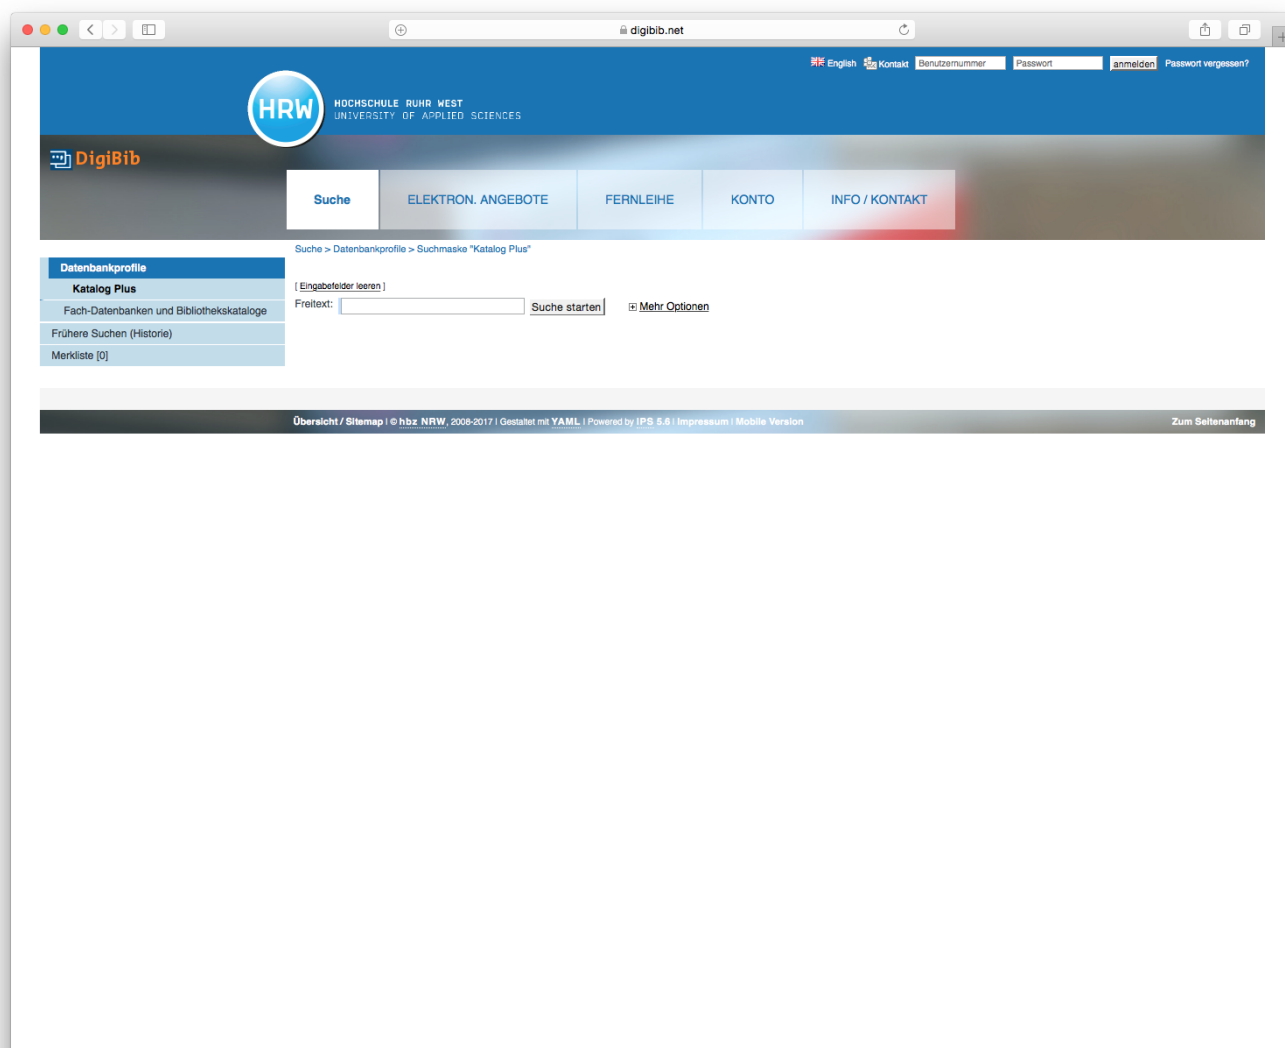 digibib.net
English Kontakt Benutzernummer Passwort anmelden Passwort vergessen?
HRW HOCHSCHULE RUHR WEST
UNIVERSITY OF APPLIED SCIENCES
DigiBib
Suche ELEKTRON. ANGEBOTE FERNLEIHE KONTO INFO / KONTAKT
Suche > Datenbankprofile > Suchmaske "Katalog Plus"
Datenbankprofile
Katalog Plus
Fach-Datenbanken und Bibliothekskataloge
Frühere Suchen (Historie)
Merkliste [0]
[ Eingabefelder leeren ]
Freitext: Suche starten Mehr Optionen
Übersicht / Sitemap | © hbz NRW, 2008-2017 | Gestaltet mit YAML | Powered by IPS 5.6 | Impressum | Mobile Version Zum Seitenanfang